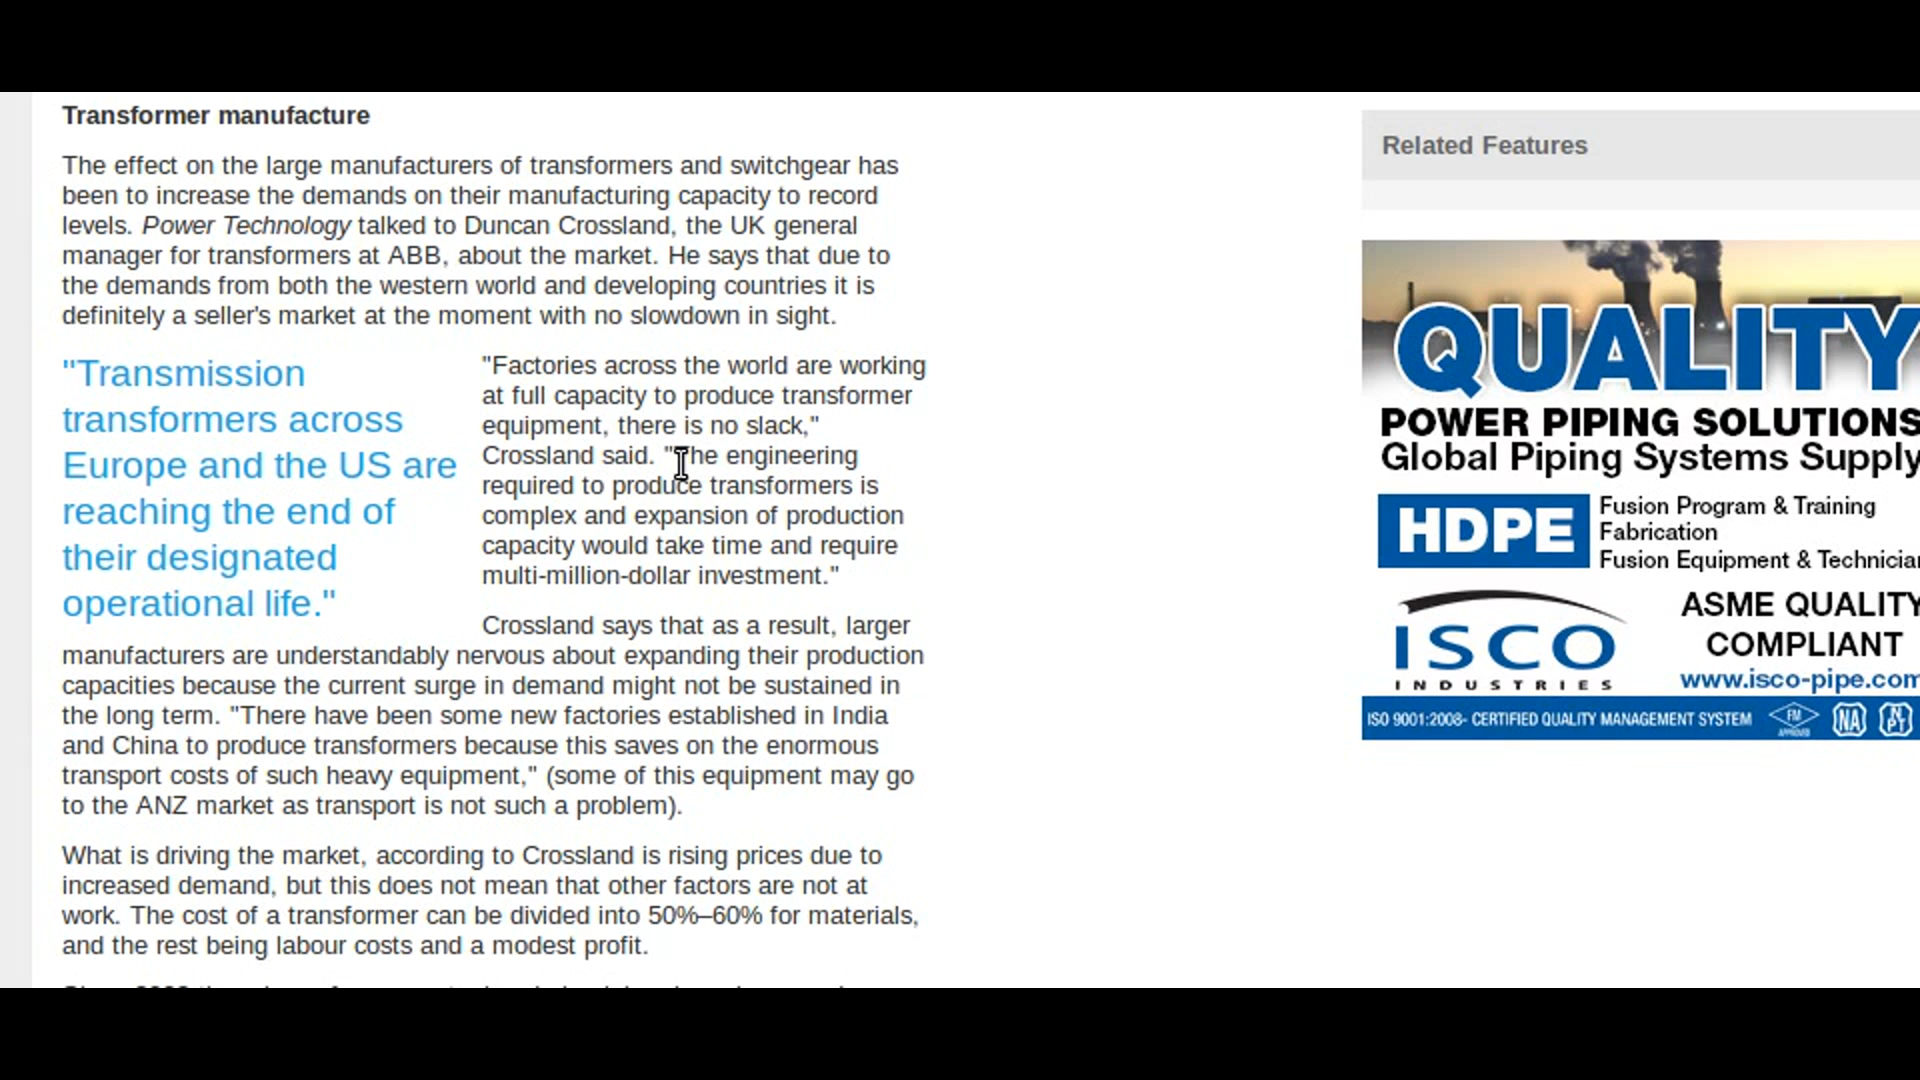 Transformer manufacture
The effect on the large manufacturers of transformers and switchgear has
been to increase the demands on their manufacturing capacity to record
levels. Power Technology talked to Duncan Crossland, the UK general
manager for transformers at ABB, about the market. He says that due to
the demands from both the western world and developing countries it is
definitely a seller's market at the moment with no slowdown in sight.
"Transmission
transformers across
Europe and the US are
reaching the end of
their designated
operational life."
"Factories across the world are working
at full capacity to produce transformer
equipment, there is no slack,"
Crossland said. "The engineering
required to produce transformers is
complex and expansion of production
capacity would take time and require
multi-million-dollar investment."
Crossland says that as a result, larger
manufacturers are understandably nervous about expanding their production
capacities because the current surge in demand might not be sustained in
the long term. "There have been some new factories established in India
and China to produce transformers because this saves on the enormous
transport costs of such heavy equipment," (some of this equipment may go
to the ANZ market as transport is not such a problem).
What is driving the market, according to Crossland is rising prices due to
increased demand, but this does not mean that other factors are not at
work. The cost of a transformer can be divided into 50%–60% for materials,
and the rest being labour costs and a modest profit.
Related Features
QUALITY
POWER PIPING SOLUTIONS
Global Piping Systems Supply
HDPE
Fusion Program & Training
Fabrication
Fusion Equipment & Technician
ISCO
INDUSTRIES
ASME QUALITY
COMPLIANT
www.isco-pipe.com
ISO 9001:2008- CERTIFIED QUALITY MANAGEMENT SYSTEM
FM
APPROVED
NA
NPT